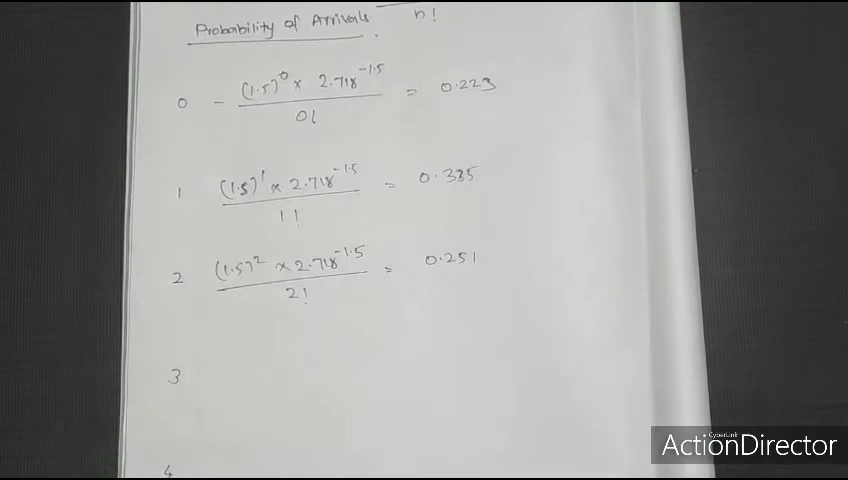 n!
Probability of Arrivals.
0 - (1.5)^0 × 2.718^-1.5 / 0! = 0.223
1 (1.5)^1 × 2.718^-1.5 / 1! = 0.335
2 (1.5)^2 × 2.718^-1.5 / 2! = 0.251
3
4
CyberLink
ActionDirector